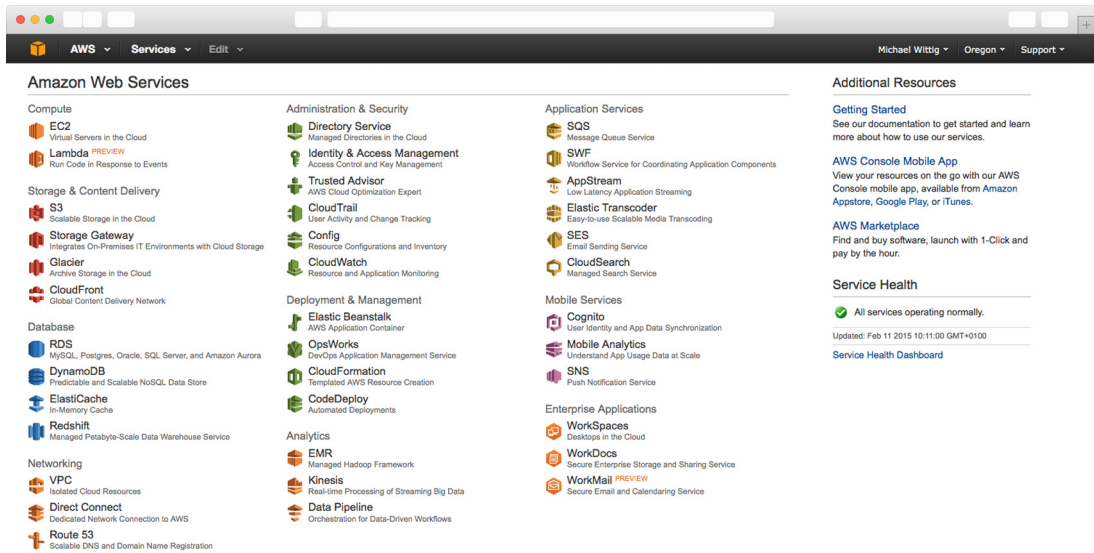 AWS Services Edit Michael Wittig Oregon Support
Amazon Web Services
Compute
EC2
Virtual Servers in the Cloud
Lambda PREVIEW
Run Code in Response to Events
Storage & Content Delivery
S3
Scalable Storage in the Cloud
Storage Gateway
Integrates On-Premises IT Environments with Cloud Storage
Glacier
Archive Storage in the Cloud
CloudFront
Global Content Delivery Network
Database
RDS
MySQL, Postgres, Oracle, SQL Server, and Amazon Aurora
DynamoDB
Predictable and Scalable NoSQL Data Store
ElastiCache
In-Memory Cache
Redshift
Managed Petabyte-Scale Data Warehouse Service
Networking
VPC
Isolated Cloud Resources
Direct Connect
Dedicated Network Connection to AWS
Route 53
Scalable DNS and Domain Name Registration
Administration & Security
Directory Service
Managed Directories in the Cloud
Identity & Access Management
Access Control and Key Management
Trusted Advisor
AWS Cloud Optimization Expert
CloudTrail
User Activity and Change Tracking
Config
Resource Configurations and Inventory
CloudWatch
Resource and Application Monitoring
Deployment & Management
Elastic Beanstalk
AWS Application Container
OpsWorks
DevOps Application Management Service
CloudFormation
Templated AWS Resource Creation
CodeDeploy
Automated Deployments
Analytics
EMR
Managed Hadoop Framework
Kinesis
Real-time Processing of Streaming Big Data
Data Pipeline
Orchestration for Data-Driven Workflows
Application Services
SQS
Message Queue Service
SWF
Workflow Service for Coordinating Application Components
AppStream
Low Latency Application Streaming
Elastic Transcoder
Easy-to-use Scalable Media Transcoding
SES
Email Sending Service
CloudSearch
Managed Search Service
Mobile Services
Cognito
User Identity and App Data Synchronization
Mobile Analytics
Understand App Usage Data at Scale
SNS
Push Notification Service
Enterprise Applications
WorkSpaces
Desktops in the Cloud
WorkDocs
Secure Enterprise Storage and Sharing Service
WorkMail PREVIEW
Secure Email and Calendaring Service
Additional Resources
Getting Started
See our documentation to get started and learn
more about how to use our services.
AWS Console Mobile App
View your resources on the go with our AWS
Console mobile app, available from Amazon
Appstore, Google Play, or iTunes.
AWS Marketplace
Find and buy software, launch with 1-Click and
pay by the hour.
Service Health
All services operating normally.
Updated: Feb 11 2015 10:11:00 GMT+0100
Service Health Dashboard